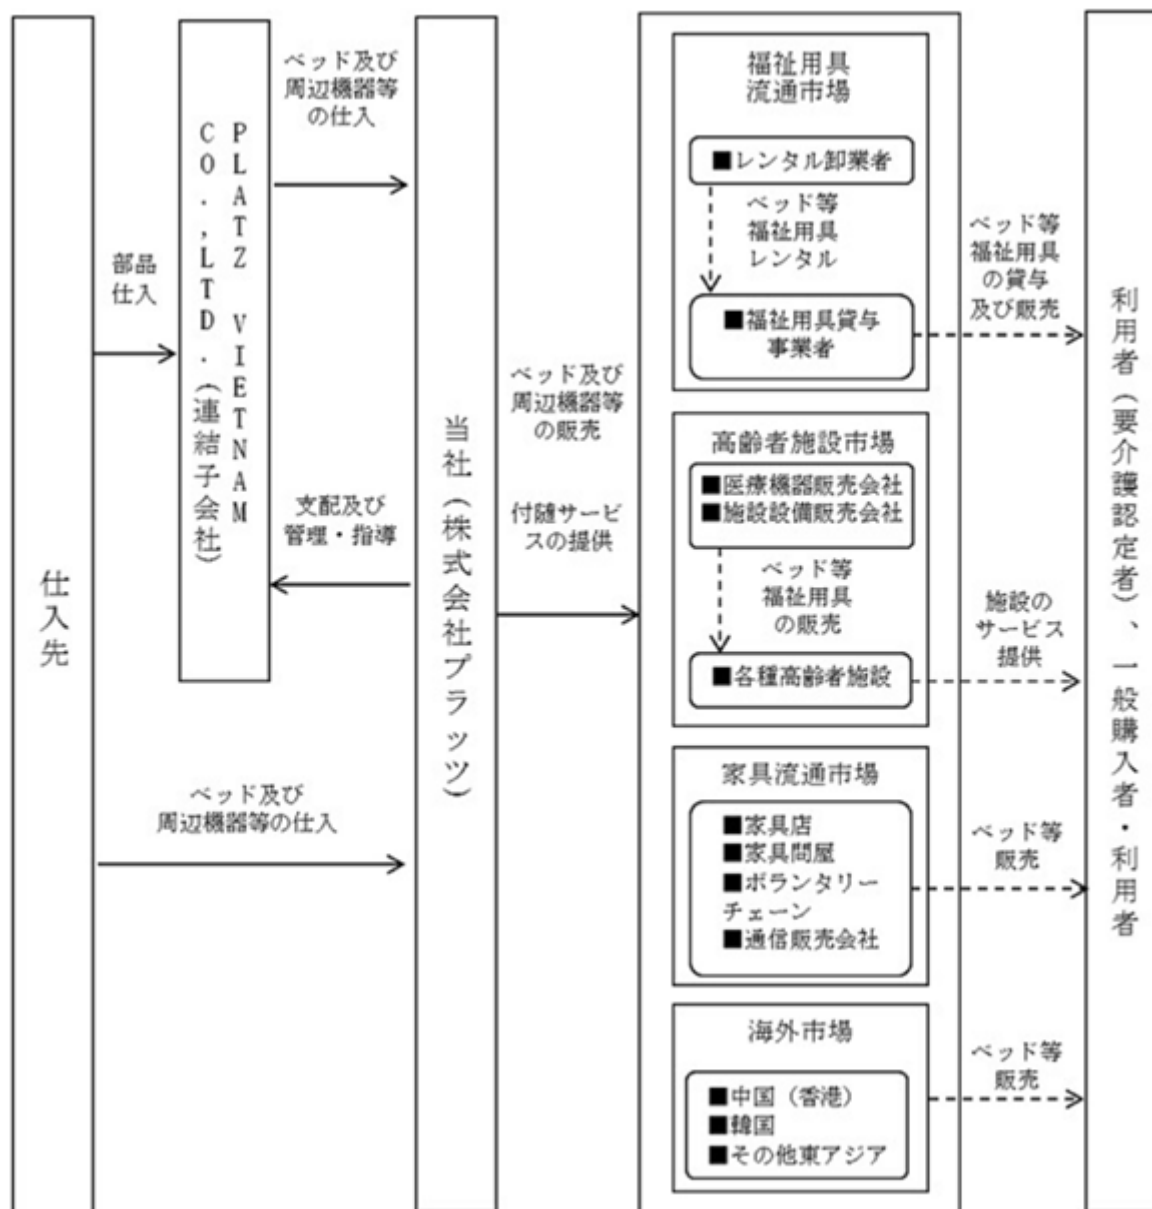 仕入先
部品
仕入
PLATZ VIETNAM
CO.,LTD.(連結子会社)
ベッド及び
周辺機器等
の仕入
支配及び
管理・指導
ベッド及び
周辺機器等の仕入
当社(株式会社プラッツ)
ベッド及び
周辺機器等
の販売
付随サービ
スの提供
福祉用具
流通市場
■レンタル卸業者
ベッド等
福祉用具
レンタル
■福祉用具貸与
事業者
高齢者施設市場
■医療機器販売会社
■施設設備販売会社
ベッド等
福祉用具
の販売
■各種高齢者施設
家具流通市場
■家具店
■家具問屋
■ボランタリー
チェーン
■通信販売会社
海外市場
■中国(香港)
■韓国
■その他東アジア
ベッド等
福祉用具
の貸与
及び販売
施設の
サービス
提供
ベッド等
販売
ベッド等
販売
利用者(要介護認定者)、一般購入者・利用者